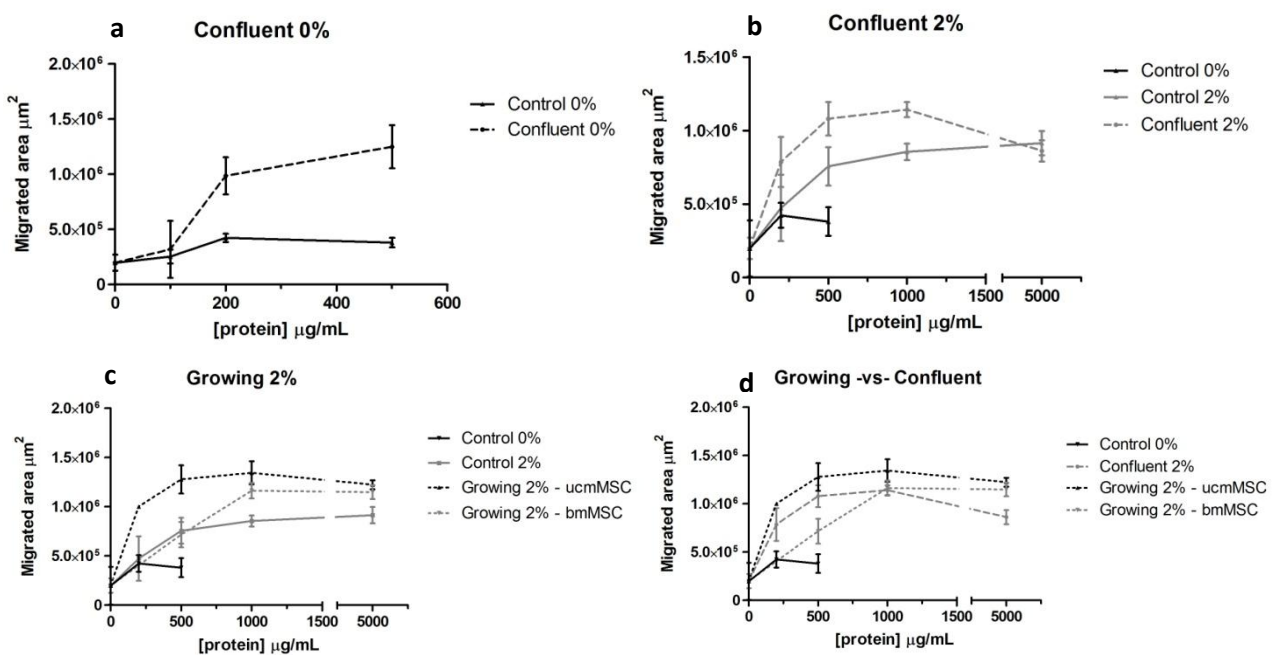 a
Confluent 0%
2.0×10⁶
1.5×10⁶
1.0×10⁶
5.0×10⁵
0
Migrated area μm²
0 200 400 600
[protein] μg/mL
Control 0%
Confluent 0%
b
Confluent 2%
1.5×10⁶
1.0×10⁶
5.0×10⁵
0
Migrated area μm²
0 500 1000 1500 5000
[protein] μg/mL
Control 0%
Control 2%
Confluent 2%
c
Growing 2%
2.0×10⁶
1.5×10⁶
1.0×10⁶
5.0×10⁵
0
Migrated area μm²
0 500 1000 1500 5000
[protein] μg/mL
Control 0%
Control 2%
Growing 2% - ucmMSC
Growing 2% - bmMSC
d
Growing -vs- Confluent
2.0×10⁶
1.5×10⁶
1.0×10⁶
5.0×10⁵
0
Migrated area μm²
0 500 1000 1500 5000
[protein] μg/mL
Control 0%
Confluent 2%
Growing 2% - ucmMSC
Growing 2% - bmMSC